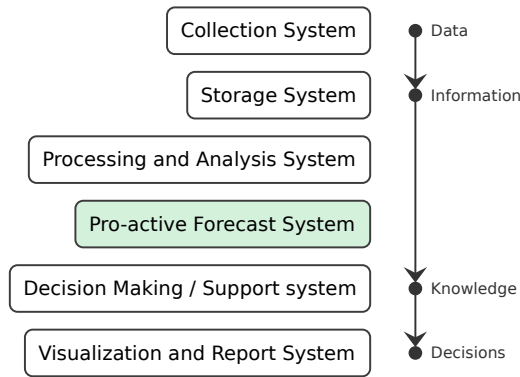 Collection System
Data
Storage System
Information
Processing and Analysis System
Pro-active Forecast System
Decision Making / Support system
Knowledge
Visualization and Report System
Decisions